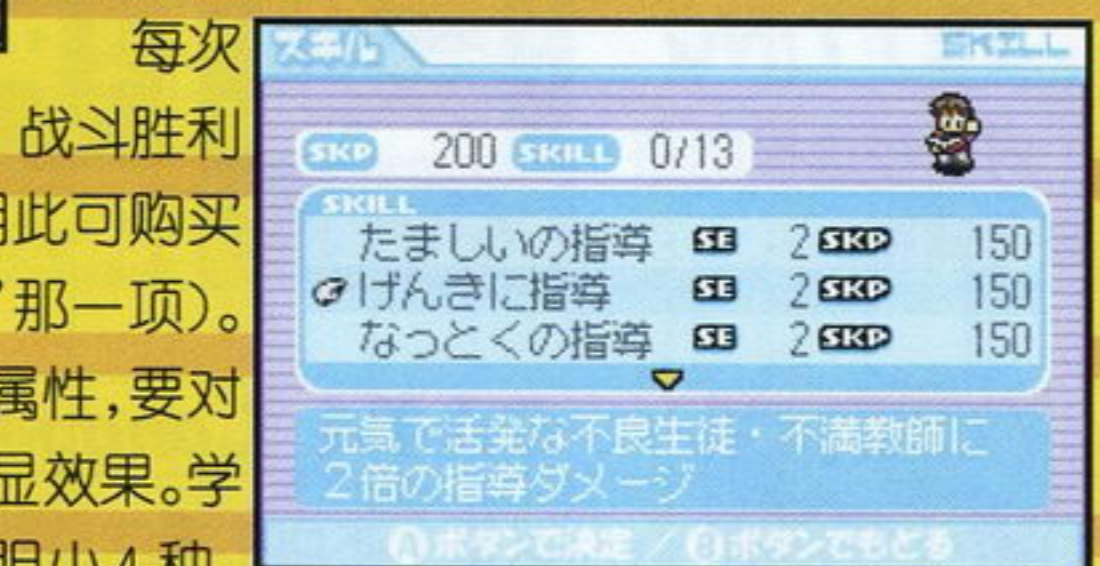 每次
战斗胜利
此可购买
那一项)。
属性,要对
显效果。学
胆小4种
スキル SKILL
SKP 200 SKILL 0/13
SKILL
たましいの指導 SE 2 SKP 150
げんきに指導 SE 2 SKP 150
なっとくの指導 SE 2 SKP 150
元気で活発な不良生徒・不満教師に
2倍の指導ダメージ
Ⓐボタンで決定/Ⓑボタンでもどる